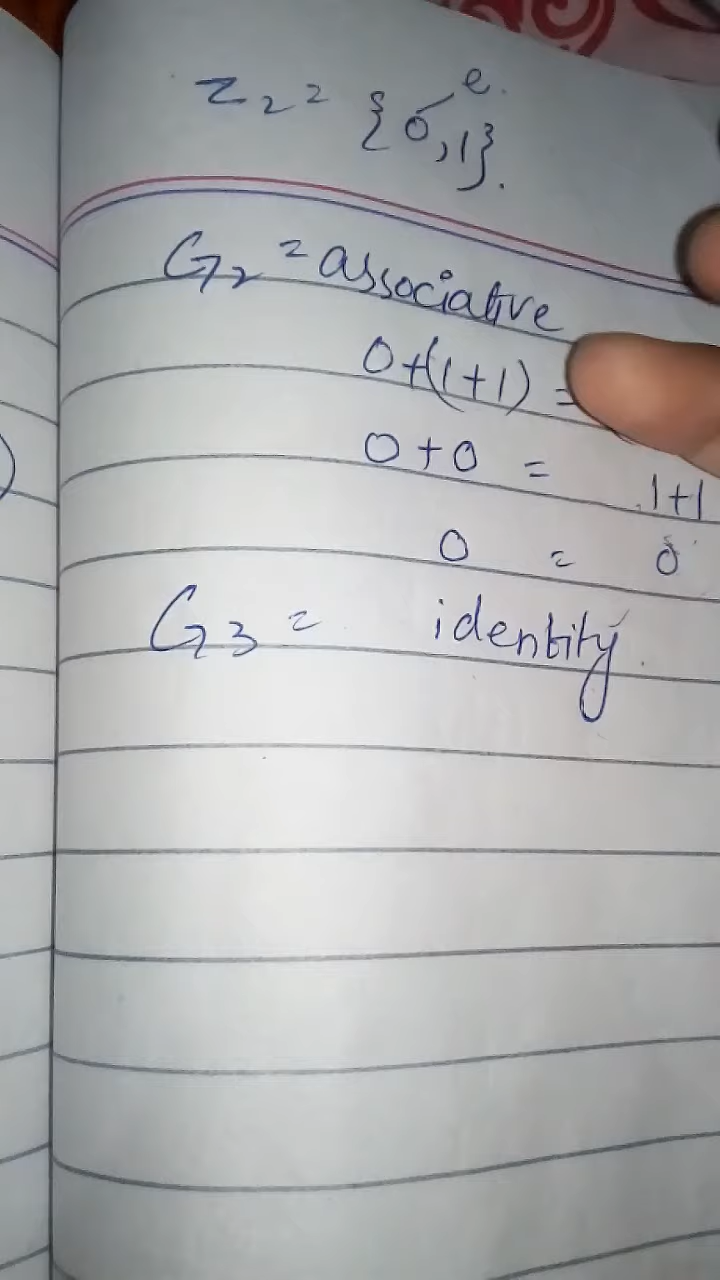 e.
Z₂ = {0,1}.
G₂ = associative
0+(1+1) =
0+0 = 1+1
0 = 0
G₃ = identity.